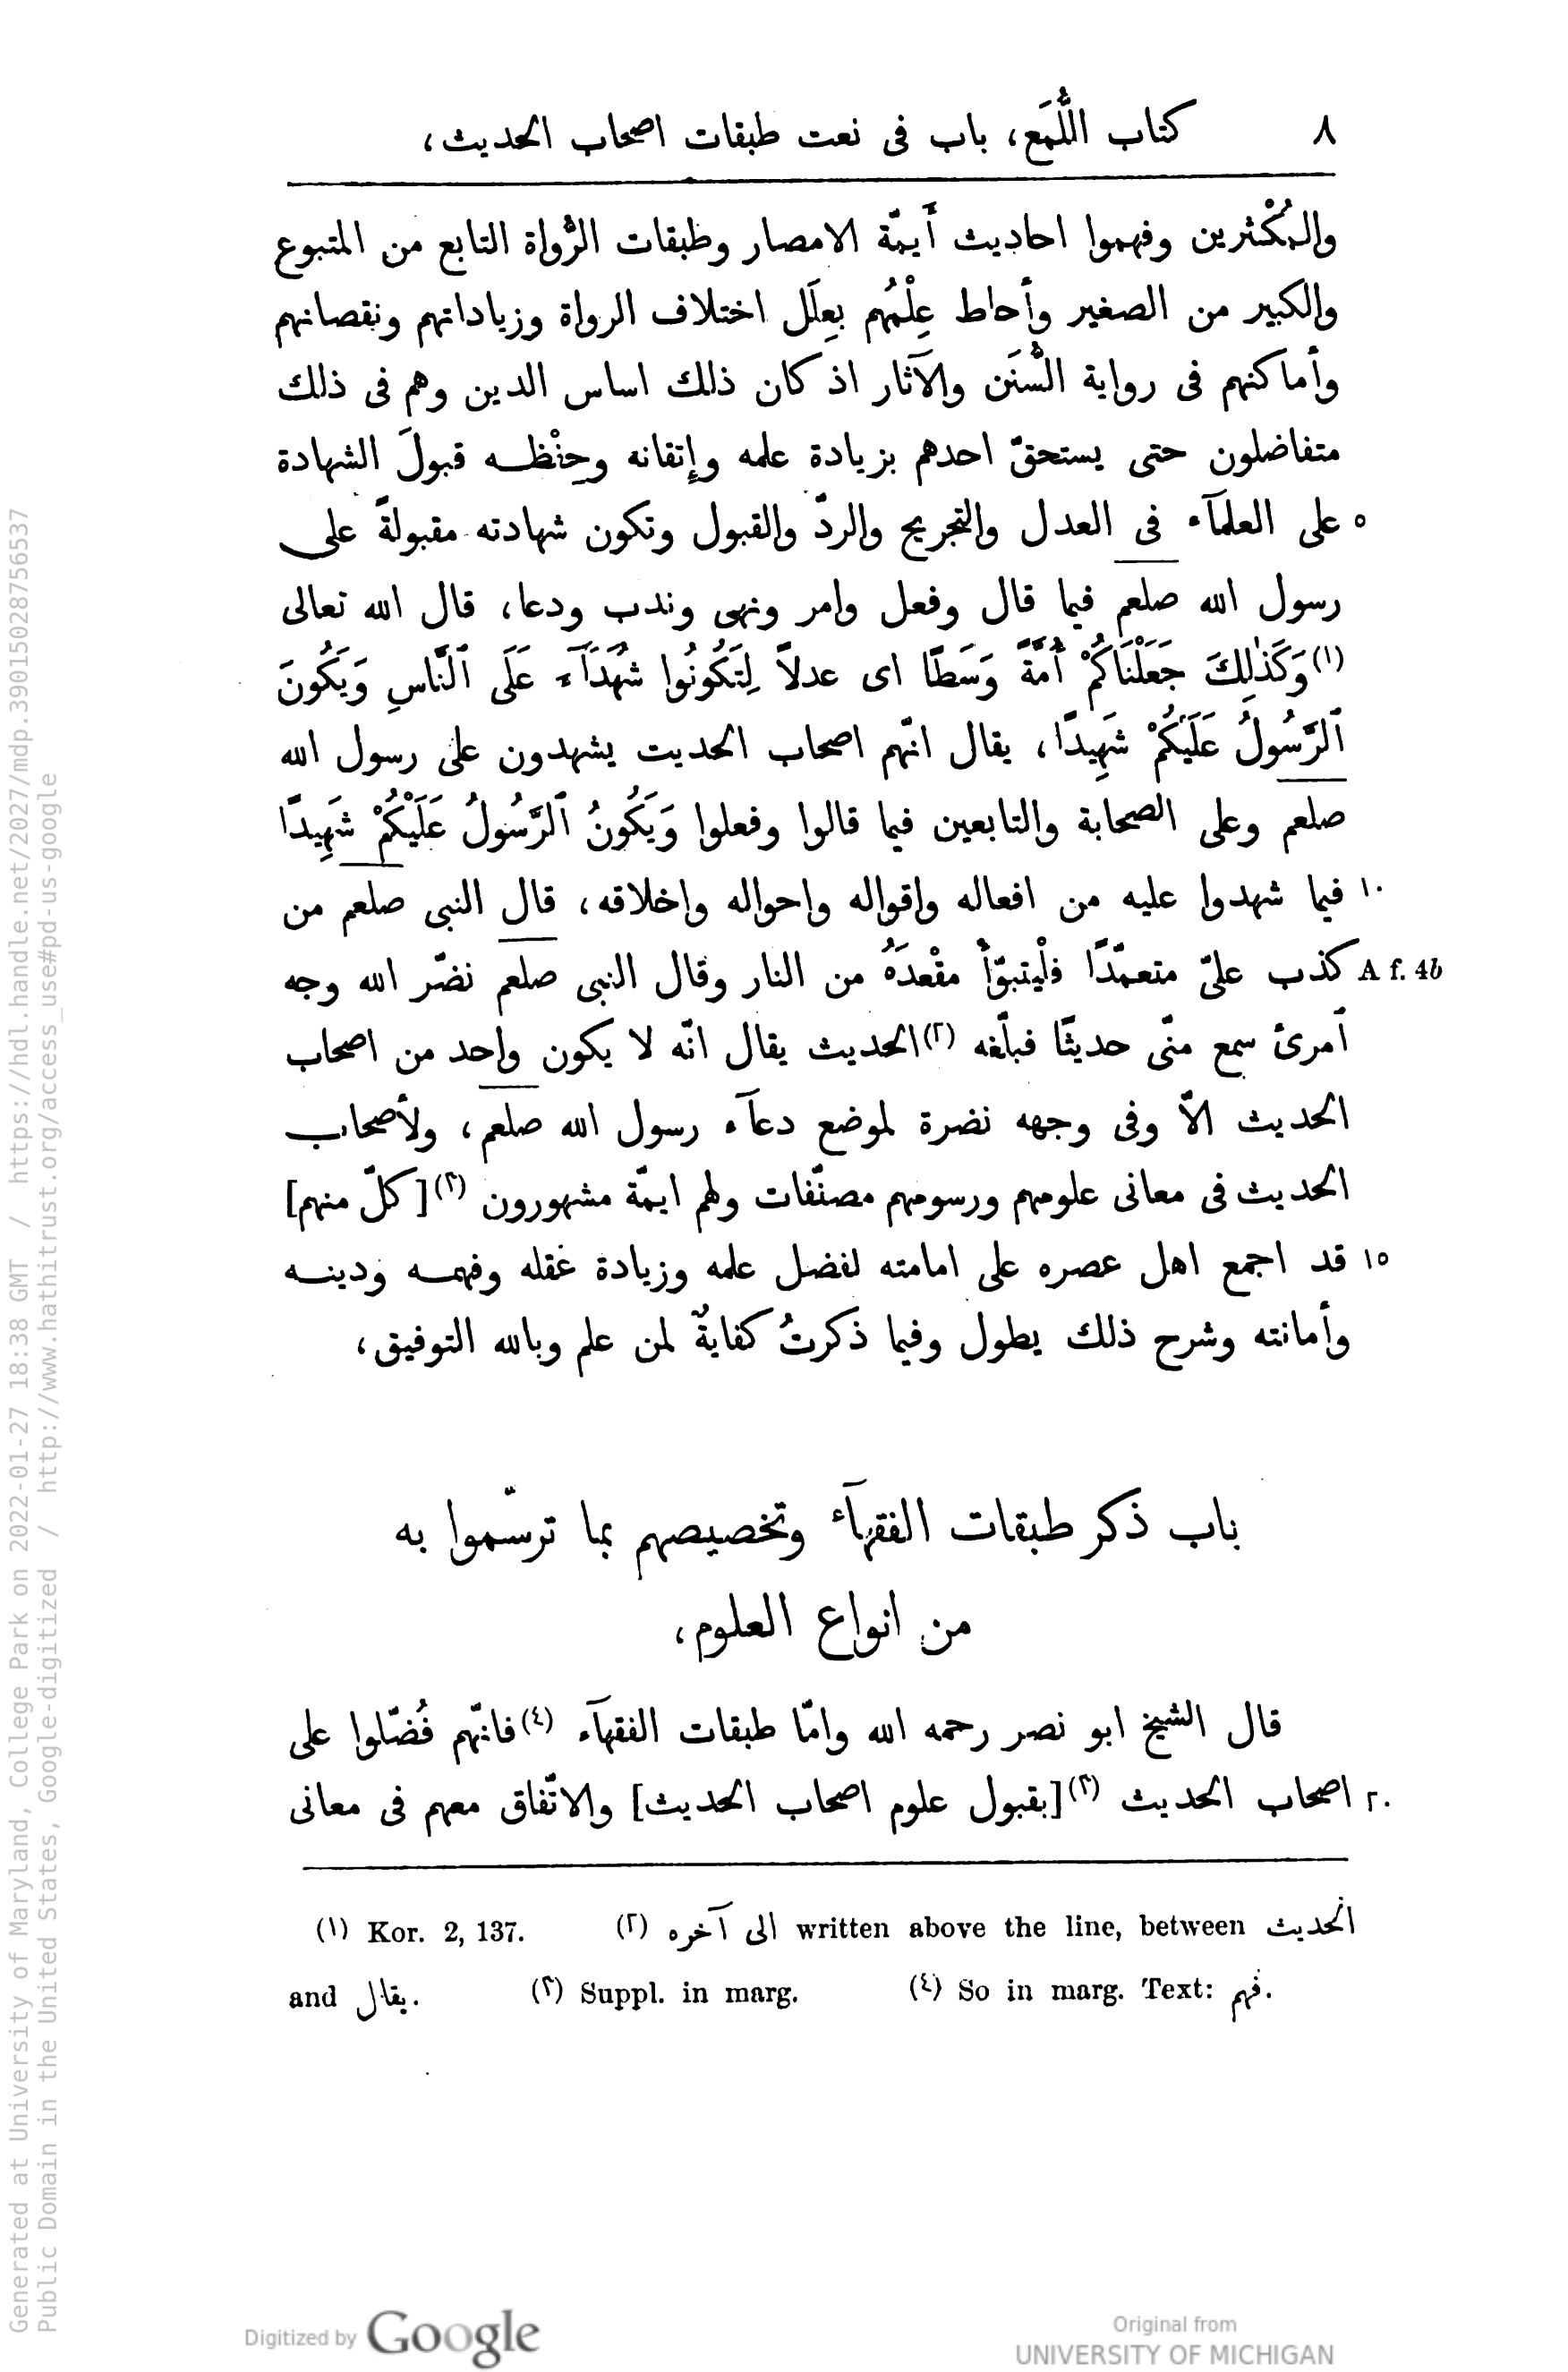 ٨ كتاب اللُّمَع، باب فى نعت طبقات اصحاب الحديث،
والمُكْثرين وفهموا احاديث أَيمّة الامصار وطبقات الرُّواة التابع من المتبوع
والكبير من الصغير وأحاط عِلْمُهم بعِلَل اختلاف الرواة وزياداتهم ونقصانهم
وأماكنهم فى رواية السُّنَن والآثار اذ كان ذلك اساس الدين وهم فى ذلك
متفاضلون حتى يستحقّ احدهم بزيادة علمه وإتقانه وحِفْظه قبولَ الشهادة
٥ على العلمآء فى العدل والتجريح والردّ والقبول وتكون شهادته مقبولةً على
رسول الله صلعم فيما قال وفعل وامر ونهى وندب ودعا، قال الله تعالى
(١)وَكَذٰلِكَ جَعَلْنَاكُمْ أُمَّةً وَسَطًا اى عدلاً لِتَكُونُوا شُهَدَآءَ عَلَى ٱلنَّاسِ وَيَكُونَ
ٱلرَّسُولُ عَلَيْكُمْ شَهِيدًا، يقال انّهم اصحاب الحديت يشهدون على رسول الله
صلعم وعلى الصحابة والتابعين فيما قالوا وفعلوا وَيَكُونُ ٱلرَّسُولُ عَلَيْكُمْ شَهِيدًا
١٠ فيما شهدوا عليه من افعاله واقواله واحواله واخلاقه، قال النبى صلعم من
A f. 4b كذب علىّ متعمّدًا فلْيتبوّأْ مقْعدَهُ من النار وقال النبى صلعم نضّر الله وجه
ٱمرئ سمع منّى حديثًا فبلّغه (٢)الحديث يقال انّه لا يكون واحد من اصحاب
الحديث الاّ وفى وجهه نضرة لموضع دعآء رسول الله صلعم، ولأصحاب
الحديث فى معانى علومهم ورسومهم مصنّفات ولهم ايمّة مشهورون (٣)[كلّ منهم]
١٥ قد اجمع اهل عصره على امامته لفضل علمه وزيادة عقله وفهمه ودينه
وأمانته وشرح ذلك يطول وفيما ذكرتُ كفايةٌ لمن علم وبالله التوفيق،
باب ذكر طبقات الفقهآء وتخصيصهم بما ترسّموا به
من انواع العلوم،
قال الشيخ ابو نصر رحمه الله وامّا طبقات الفقهآء (٤)فانّهم فُضّلوا على
٢٠ اصحاب الحديث (٣)[بقبول علوم اصحاب الحديث] والاتّفاق معهم فى معانى
(١) Kor. 2, 137. (٢) الى آخره written above the line, between الحديث
and يقال. (٣) Suppl. in marg. (٤) So in marg. Text: فهم.
Generated at University of Maryland, College Park on 2022-01-27 18:38 GMT / https://hdl.handle.net/2027/mdp.39015028756537
Public Domain in the United States, Google-digitized / http://www.hathitrust.org/access_use#pd-us-google
Digitized by Google
Original from
UNIVERSITY OF MICHIGAN